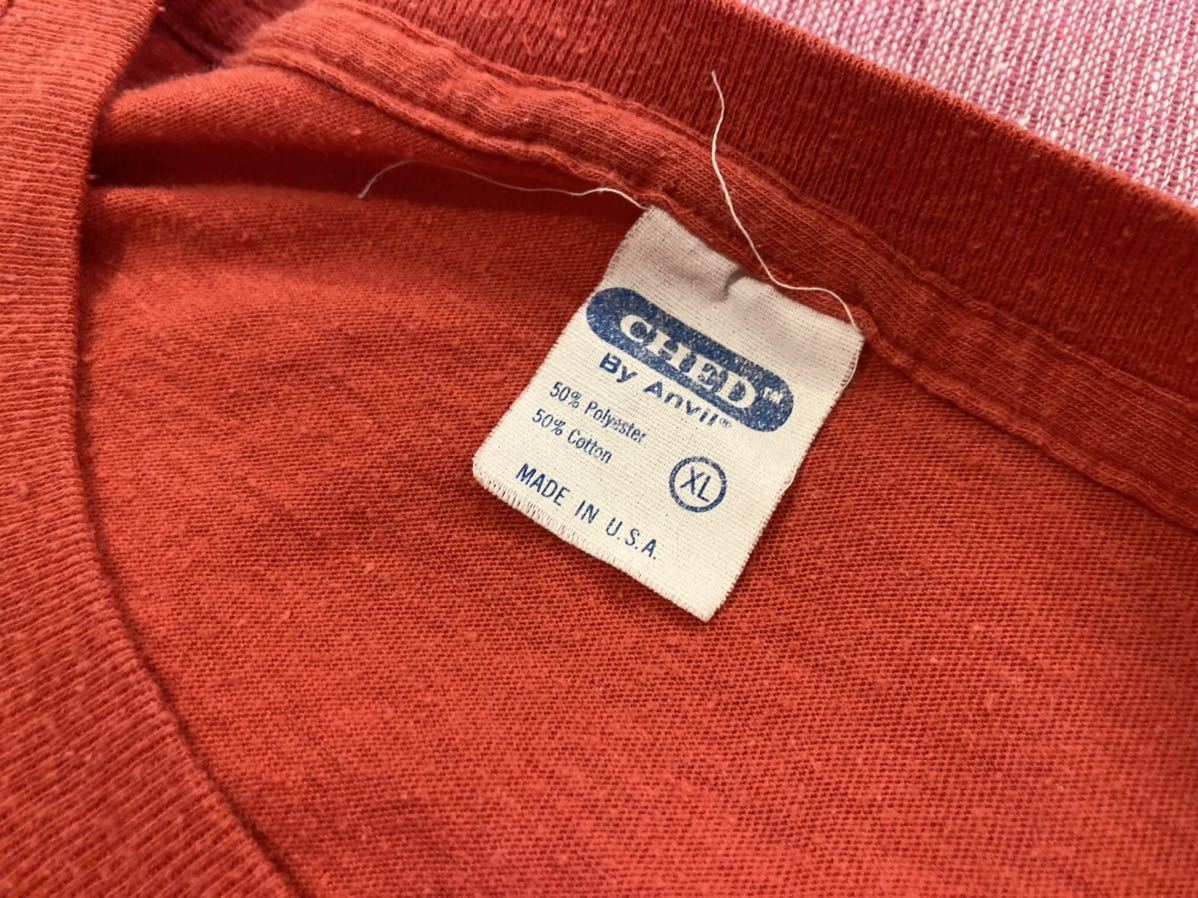 CHED™
By Anvil®
50% Polyester
50% Cotton
XL
MADE IN U.S.A.